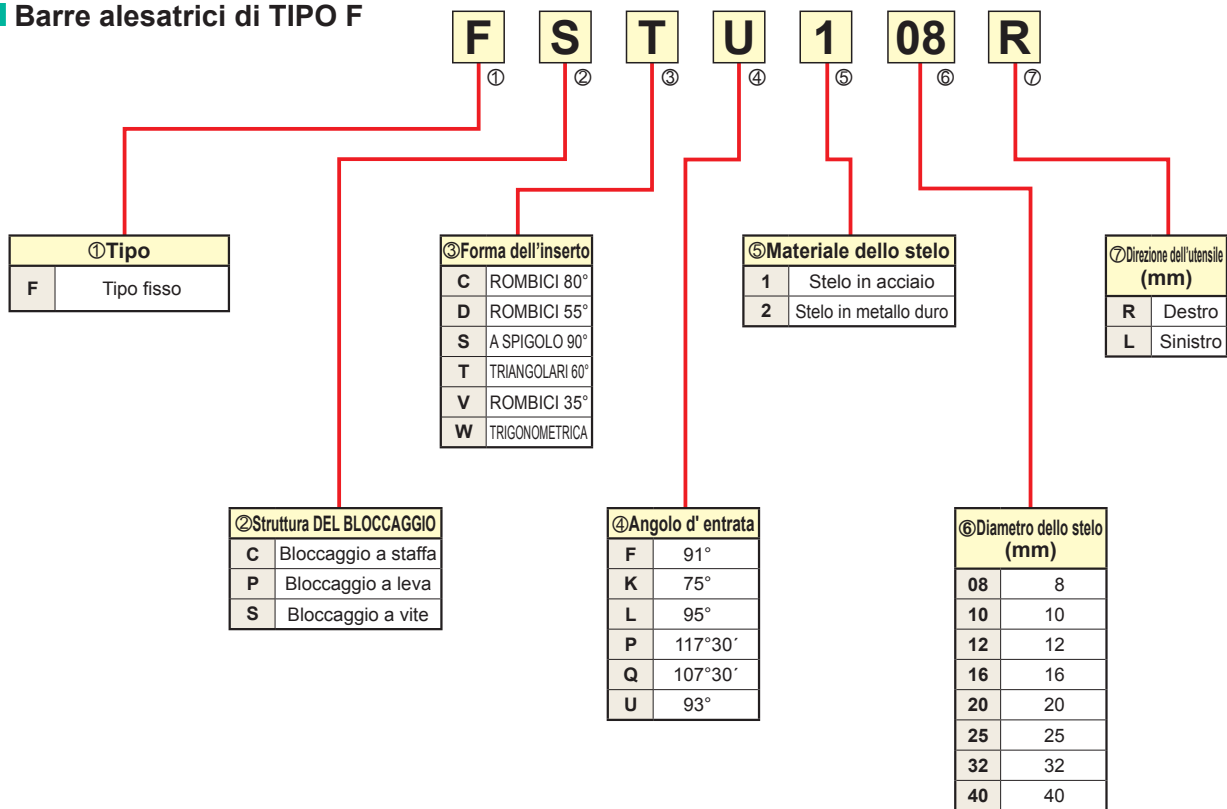 Barre alesatrici di TIPO F
F S T U 1 08 R
① ② ③ ④ ⑤ ⑥ ⑦
①Tipo
F Tipo fisso
③Forma dell'inserto
C ROMBICI 80°
D ROMBICI 55°
S A SPIGOLO 90°
T TRIANGOLARI 60°
V ROMBICI 35°
W TRIGONOMETRICA
⑤Materiale dello stelo
1 Stelo in acciaio
2 Stelo in metallo duro
⑦Direzione dell'utensile
(mm)
R Destro
L Sinistro
②Struttura DEL BLOCCAGGIO
C Bloccaggio a staffa
P Bloccaggio a leva
S Bloccaggio a vite
④Angolo d' entrata
F 91°
K 75°
L 95°
P 117°30´
Q 107°30´
U 93°
⑥Diametro dello stelo
(mm)
08 8
10 10
12 12
16 16
20 20
25 25
32 32
40 40